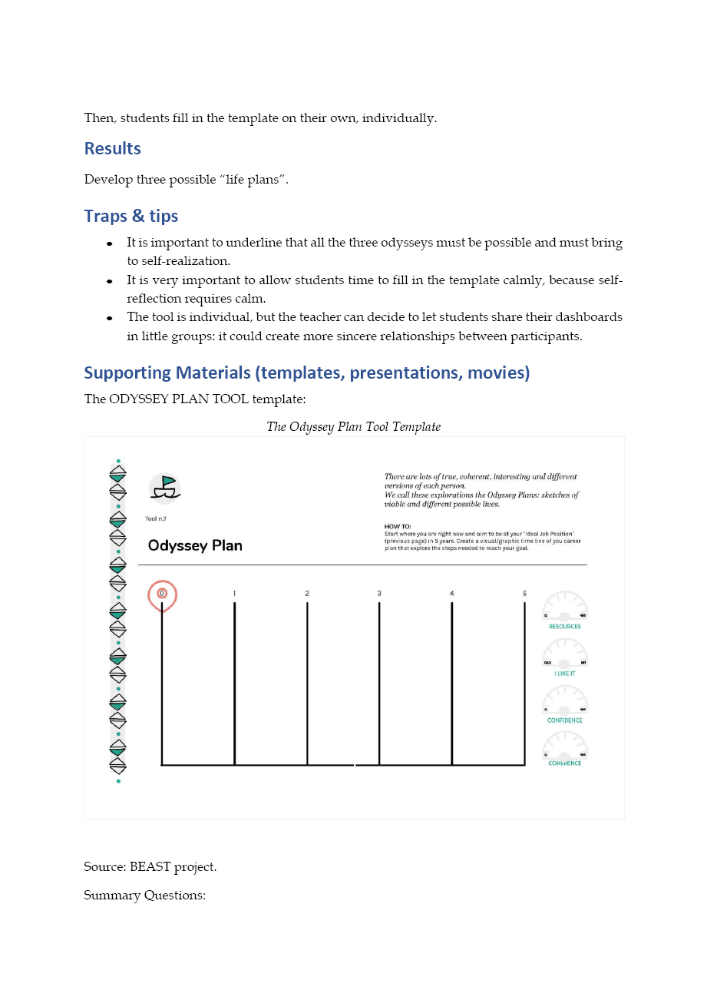 Then, students fill in the template on their own, individually.
Results
Develop three possible “life plans”.
Traps & tips
• It is important to underline that all the three odysseys must be possible and must bring
to self-realization.
• It is very important to allow students time to fill in the template calmly, because self-
reflection requires calm.
• The tool is individual, but the teacher can decide to let students share their dashboards
in little groups: it could create more sincere relationships between participants.
Supporting Materials (templates, presentations, movies)
The ODYSSEY PLAN TOOL template:
The Odyssey Plan Tool Template
There are lots of true, coherent, interesting and different
versions of each person.
We call these explorations the Odyssey Plans: sketches of
viable and different possible lives.
Tool n.7
Odyssey Plan
HOW TO:
Start where you are right now and aim to be at your "Ideal Job Position"
(previous page) in 5 years. Create a visual/graphic time line of you career
plan that explore the steps needed to reach your goal.
0 1 2 3 4 5
0 100
RESOURCES
COLD HOT
I LIKE IT
0 100
CONFIDENCE
0 100
COHERENCE
Source: BEAST project.
Summary Questions: